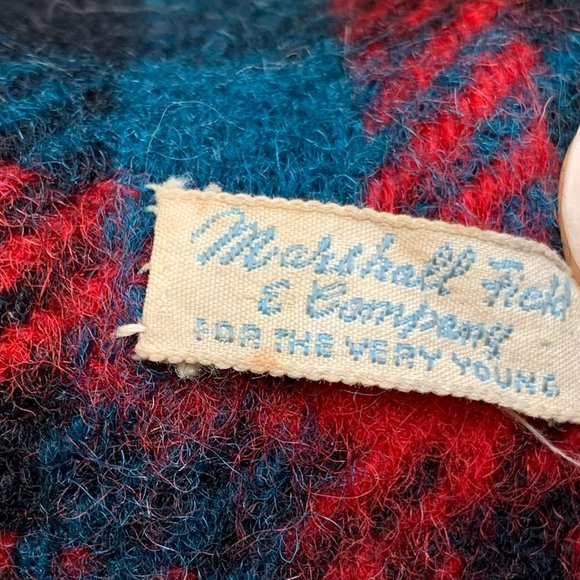 Marshall Field
& Company
FOR THE VERY YOUNG